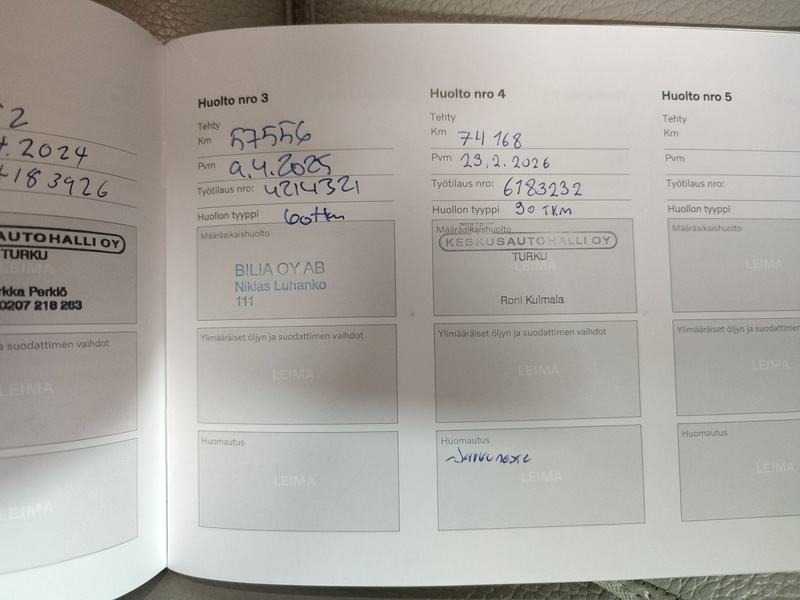 2
.2024
183926
AUTOHALLI OY
TURKU
LEIMA
rkka Perkiö
0207 218 263
a suodattimen vaihdot
LEIMA
LEIMA
Huolto nro 3
Tehty
Km 57556
Pvm 9.4.2025
Työtilaus nro: 4214321
Huollon tyyppi 60tkm
Määräaikaishuolto
BILIA OY AB
Niklas Luhanko
111
Ylimääräiset öljyn ja suodattimen vaihdot
LEIMA
Huomautus
LEIMA
Huolto nro 4
Tehty
Km 74 168
Pvm 23.2.2026
Työtilaus nro: 6183232
Huollon tyyppi 90 TKM
Määräaikaishuolto
KESKUSAUTOHALLI OY
TURKU
LEIMA
Roni Kulmala
Ylimääräiset öljyn ja suodattimen vaihdot
LEIMA
Huomautus
Jarruneste
LEIMA
Huolto nro 5
Tehty
Km
Pvm
Työtilaus nro:
Huollon tyyppi
Määräaikaishuolto
LEIMA
Ylimääräiset öljyn ja suodattimen
LEIMA
Huomautus
LEIMA